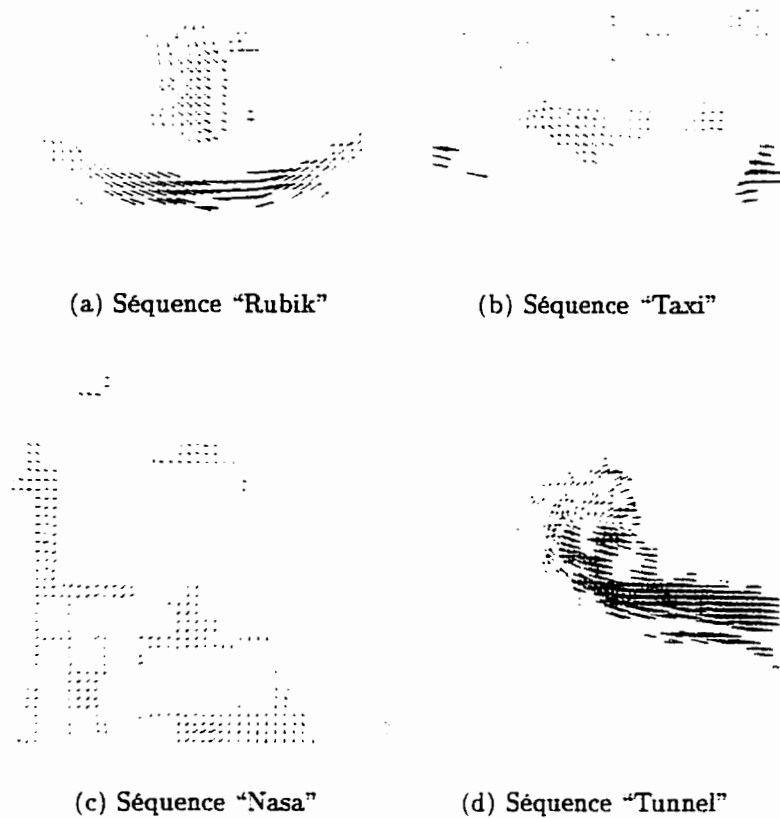 (a) Séquence “Rubik”
(b) Séquence “Taxi”
(c) Séquence “Nasa”
(d) Séquence “Tunnel”